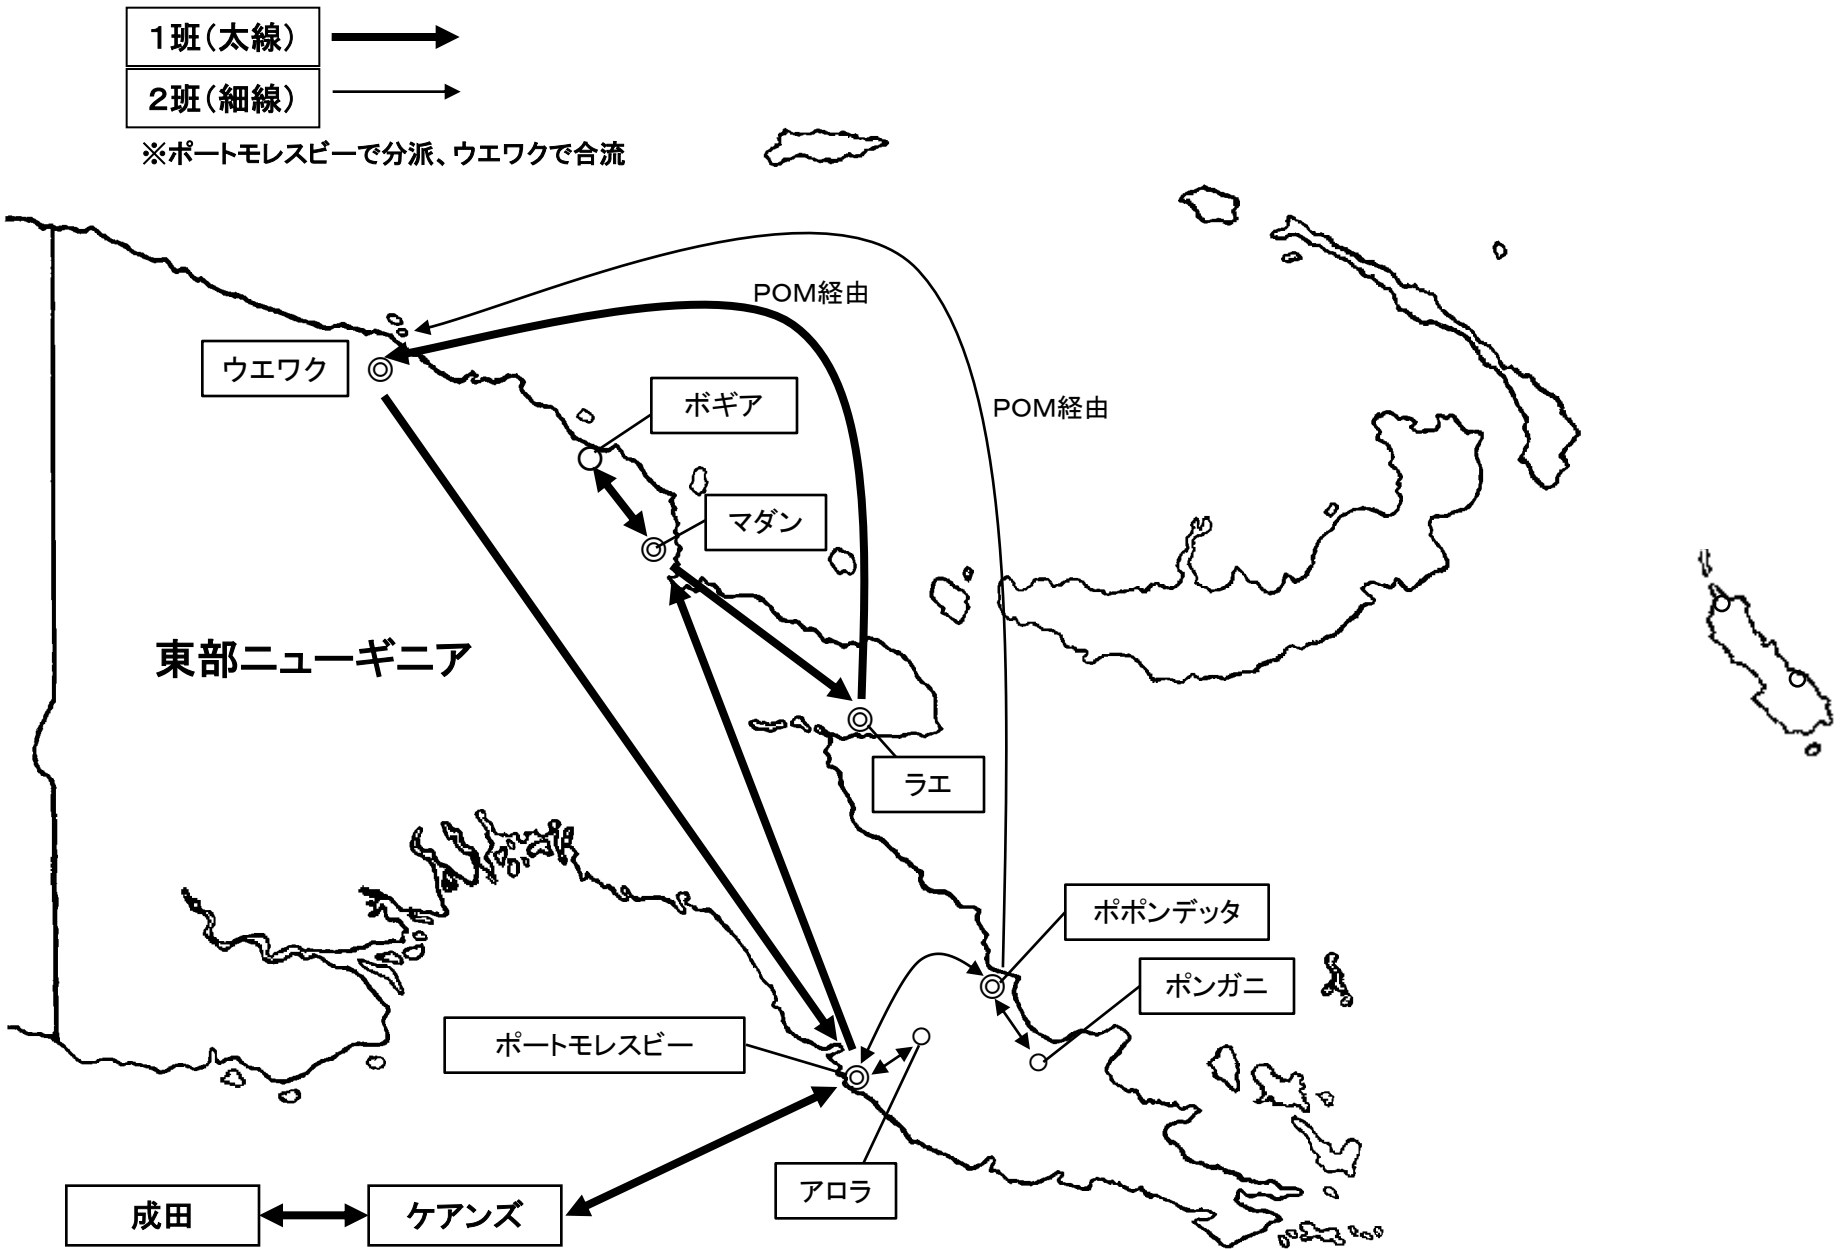 １班（太線）
２班（細線）
※ポートモレスビーで分派、ウエワクで合流
POM経由
ウエワク
ボギア
POM経由
マダン
東部ニューギニア
ラエ
ポポンデッタ
ポンガニ
ポートモレスビー
アロラ
成田
ケアンズ